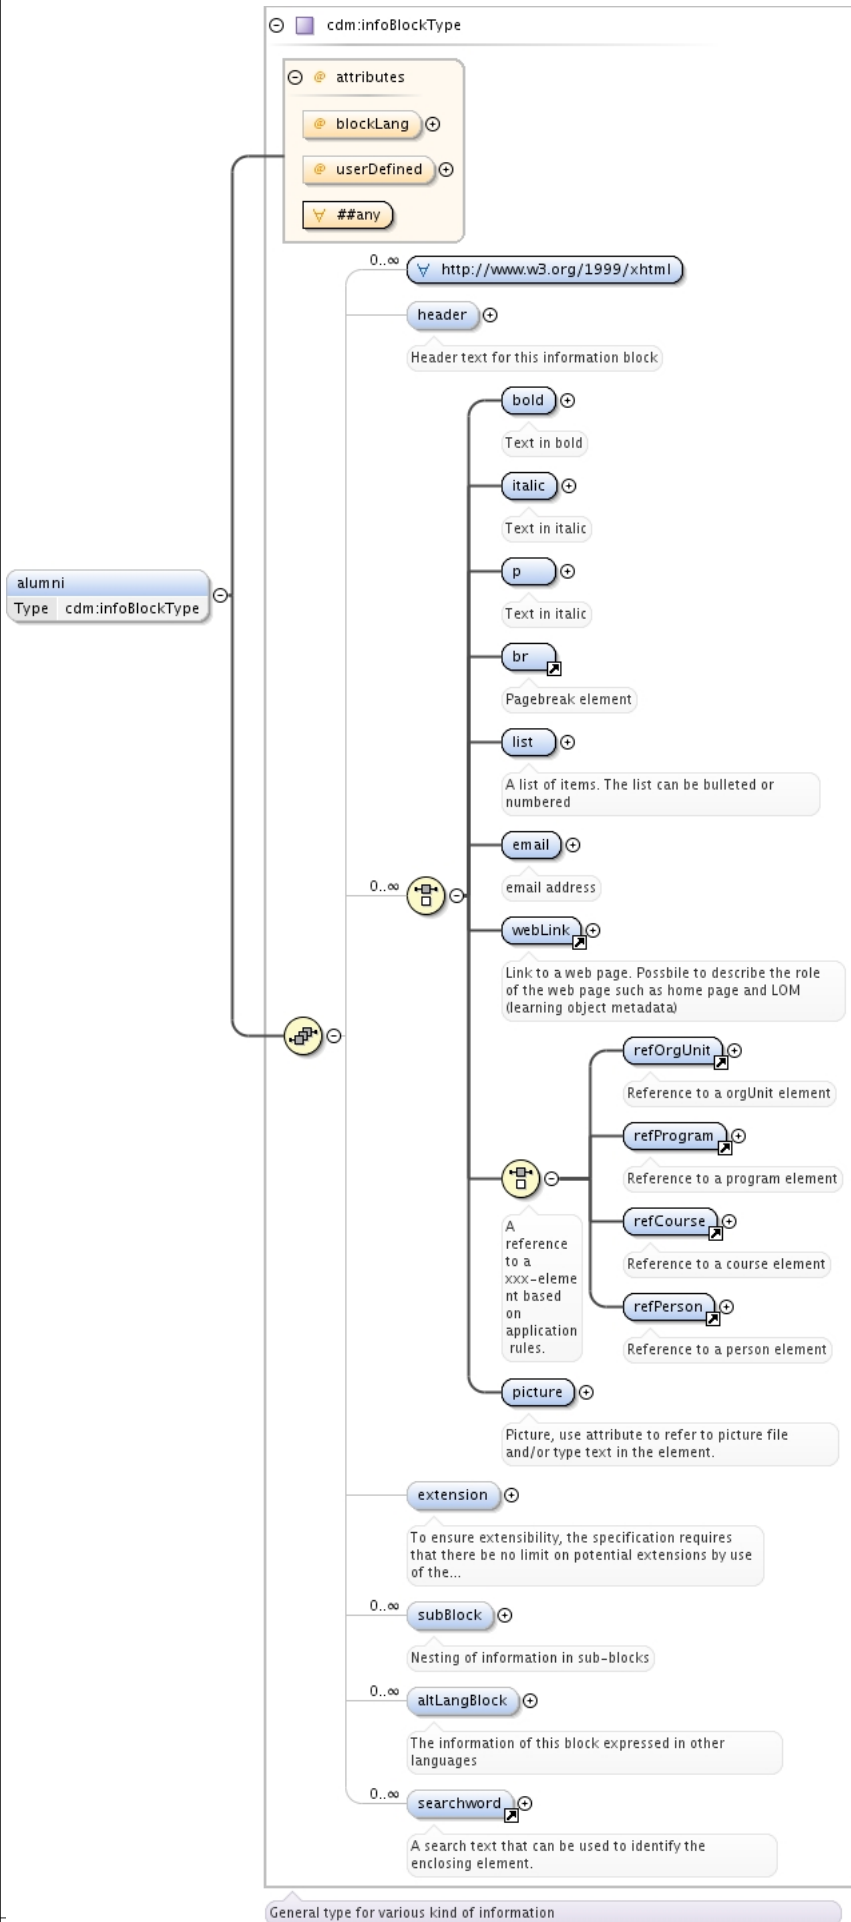 cdm:infoBlockType
attributes
blockLang
userDefined
##any
0..∞
http://www.w3.org/1999/xhtml
header
Header text for this information block
bold
Text in bold
italic
Text in italic
p
Text in italic
alumni
Type cdm:infoBlockType
br
Pagebreak element
list
A list of items. The list can be bulleted or
numbered
email
email address
0..∞
webLink
Link to a web page. Possbile to describe the role
of the web page such as home page and LOM
(learning object metadata)
refOrgUnit
Reference to a orgUnit element
refProgram
Reference to a program element
A
reference
to a
xxx-eleme
nt based
on
application
rules.
refCourse
Reference to a course element
refPerson
Reference to a person element
picture
Picture, use attribute to refer to picture file
and/or type text in the element.
extension
To ensure extensibility, the specification requires
that there be no limit on potential extensions by use
of the...
0..∞
subBlock
Nesting of information in sub-blocks
0..∞
altLangBlock
The information of this block expressed in other
languages
0..∞
searchword
A search text that can be used to identify the
enclosing element.
General type for various kind of information